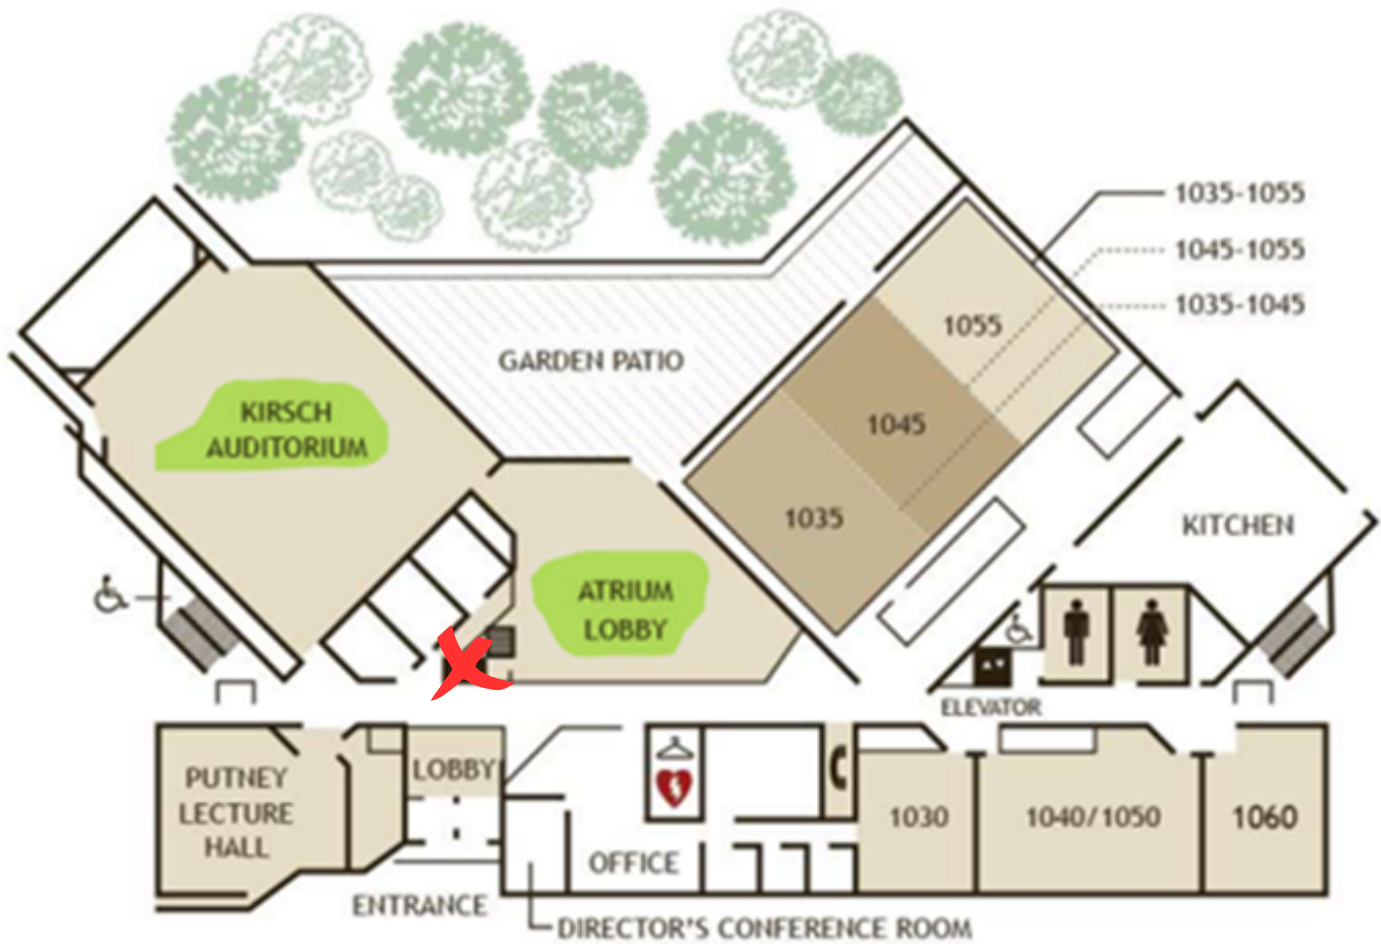 1035-1055
1045-1055
1035-1045
1055
GARDEN PATIO
KIRSCH
AUDITORIUM
1045
1035
KITCHEN
ATRIUM
LOBBY
ELEVATOR
PUTNEY
LECTURE
HALL
LOBBY
1030
1040/1050
1060
OFFICE
ENTRANCE
DIRECTOR'S CONFERENCE ROOM